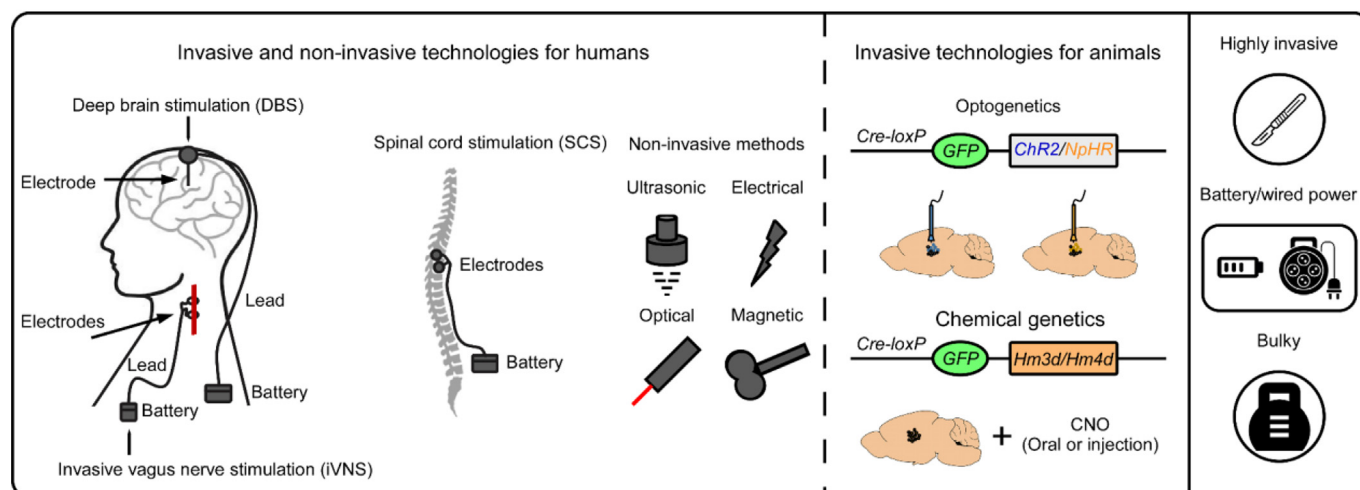 Invasive and non-invasive technologies for humans
Deep brain stimulation (DBS)
Electrode
Electrodes
Lead
Lead
Battery
Battery
Invasive vagus nerve stimulation (iVNS)
Spinal cord stimulation (SCS)
Electrodes
Battery
Non-invasive methods
Ultrasonic
Electrical
Optical
Magnetic
Invasive technologies for animals
Optogenetics
Cre-loxP
GFP
ChR2/NpHR
Chemical genetics
Cre-loxP
GFP
Hm3d/Hm4d
+
CNO
(Oral or injection)
Highly invasive
Battery/wired power
Bulky